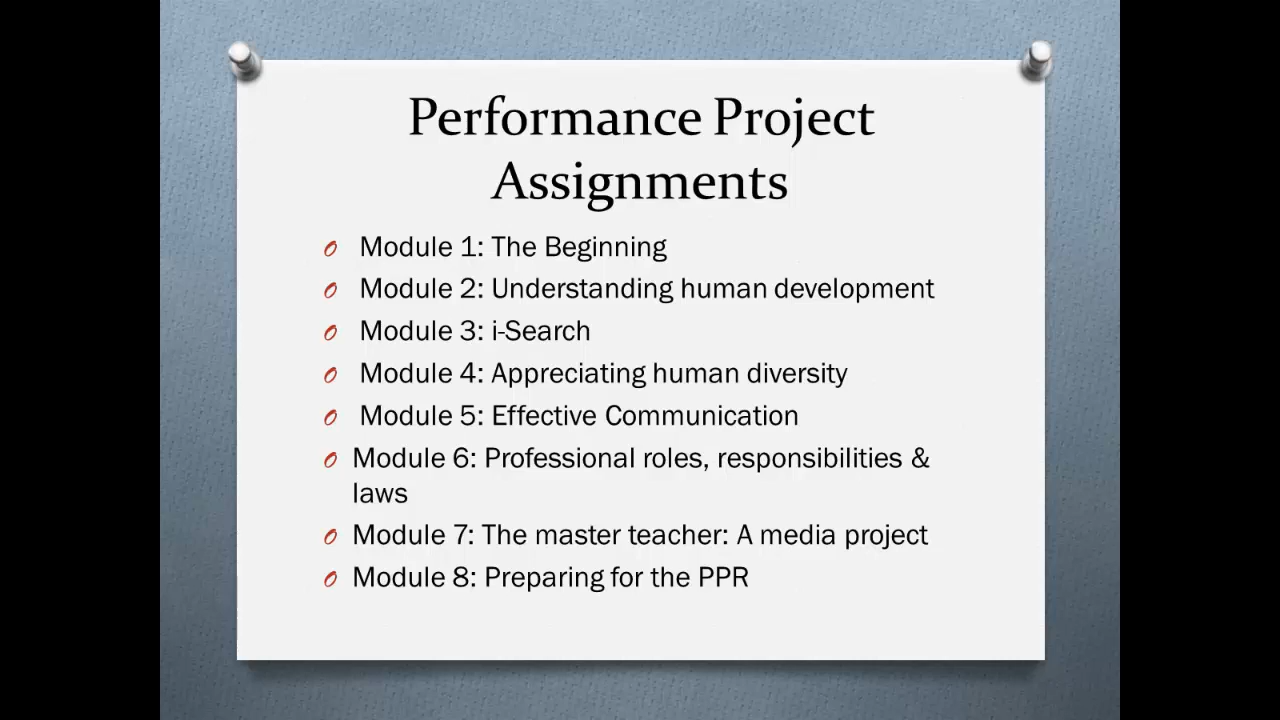 Performance Project
Assignments
Module 1: The Beginning
Module 2: Understanding human development
Module 3: i-Search
Module 4: Appreciating human diversity
Module 5: Effective Communication
Module 6: Professional roles, responsibilities &
laws
Module 7: The master teacher: A media project
Module 8: Preparing for the PPR